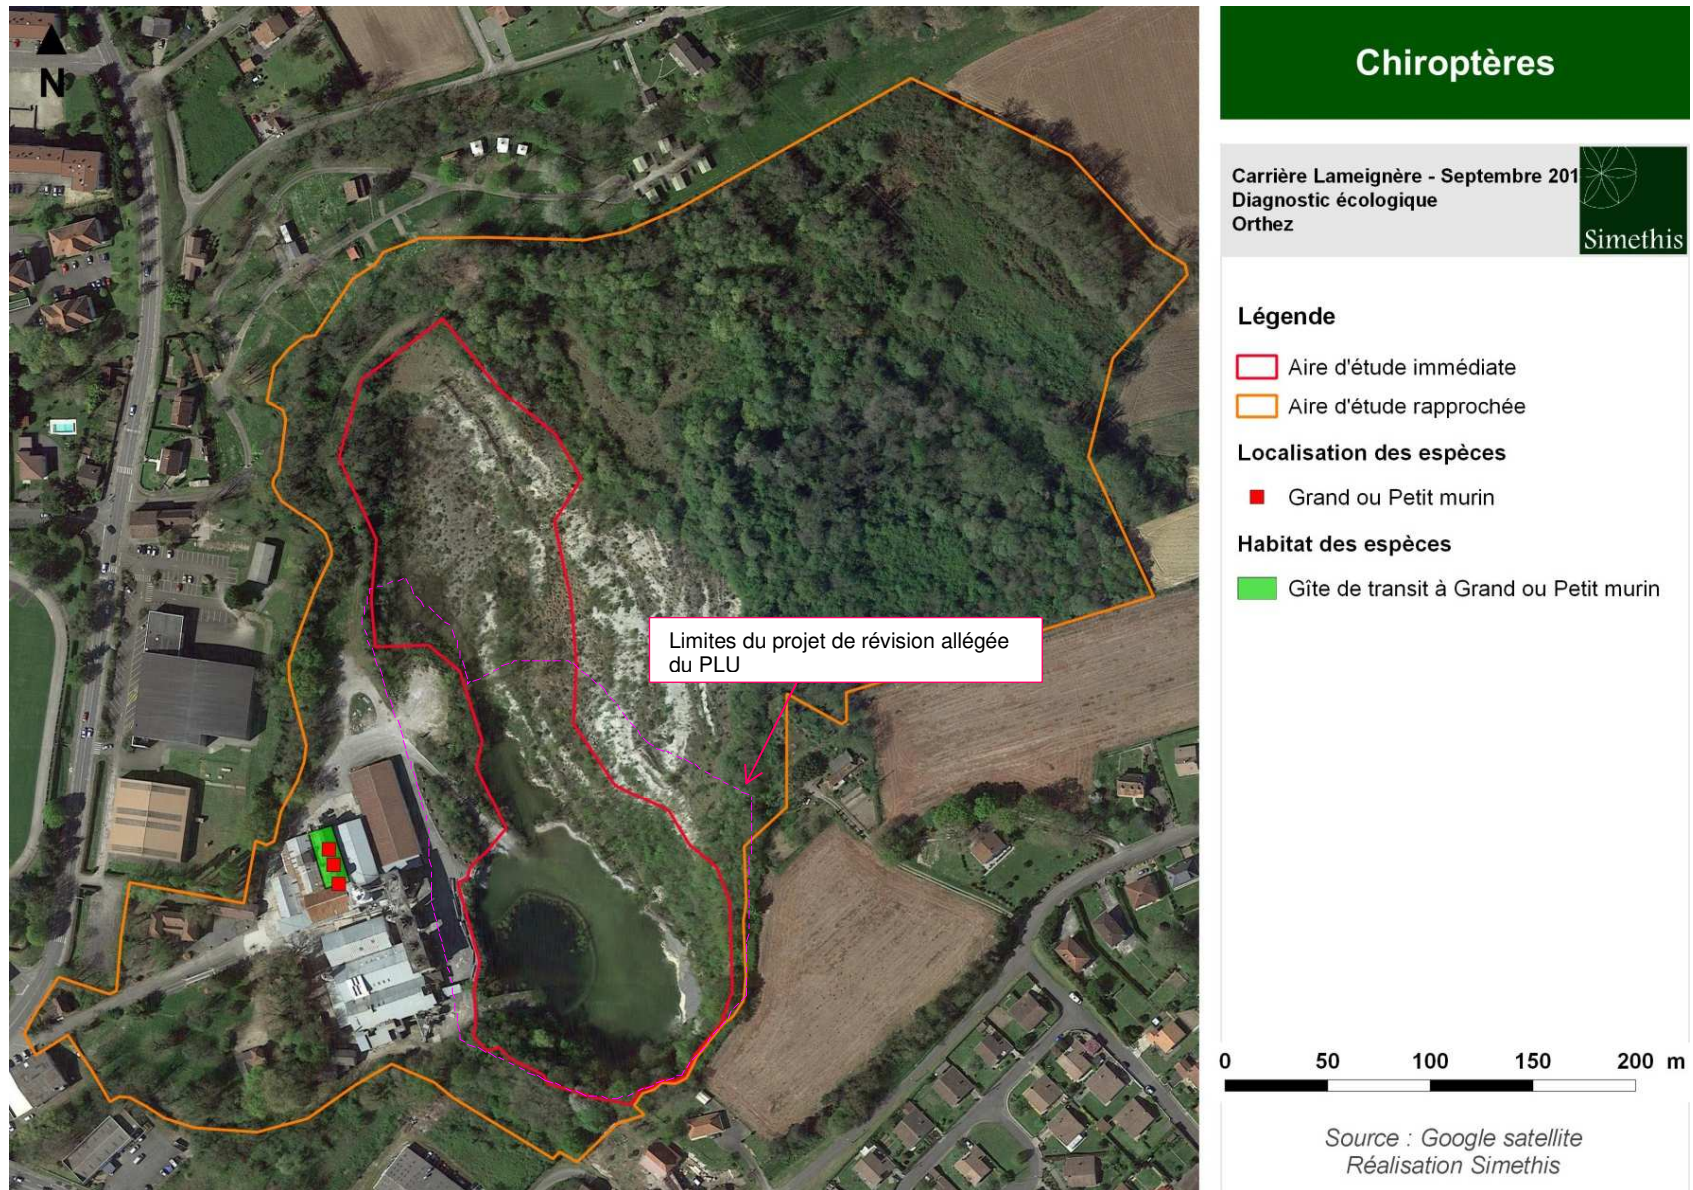 N
Chiroptères
Carrière Lameignère - Septembre 201
Diagnostic écologique
Orthez
Simethis
Légende
Aire d'étude immédiate
Aire d'étude rapprochée
Localisation des espèces
Grand ou Petit murin
Habitat des espèces
Gîte de transit à Grand ou Petit murin
Limites du projet de révision allégée
du PLU
0 50 100 150 200 m
Source : Google satellite
Réalisation Simethis